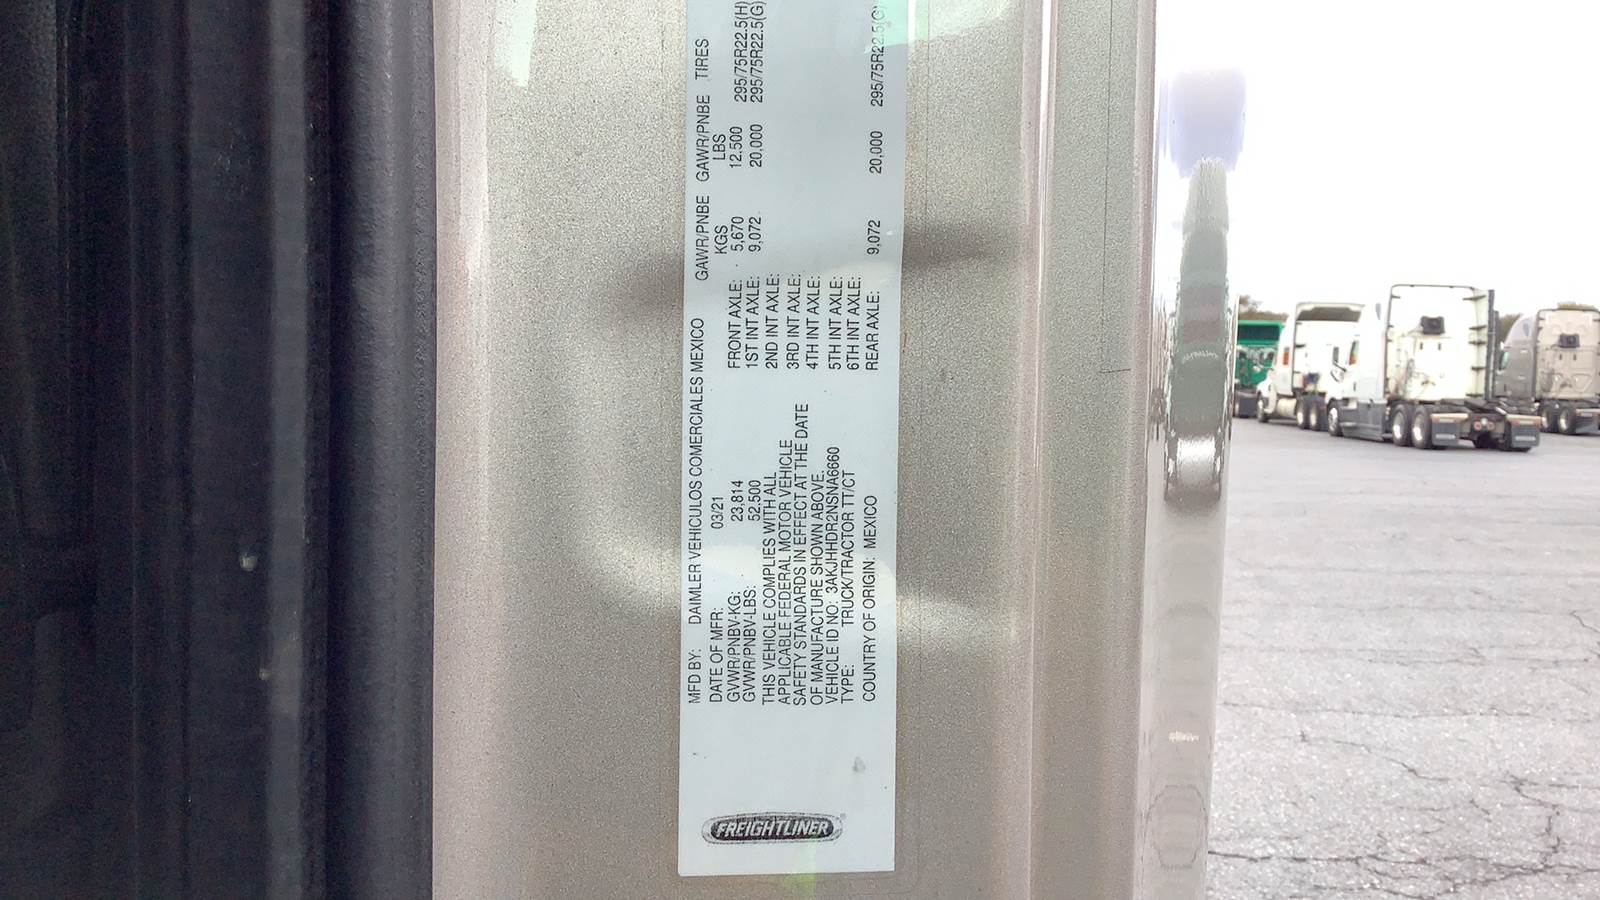 MFD BY: DAIMLER VEHICULOS COMERCIALES MEXICO
DATE OF MFR: 03/21
GVWR/PNBV-KG: 23,814
GVWR/PNBV-LBS: 52,500
THIS VEHICLE COMPLIES WITH ALL
APPLICABLE FEDERAL MOTOR VEHICLE
SAFETY STANDARDS IN EFFECT AT THE DATE
OF MANUFACTURE SHOWN ABOVE.
VEHICLE ID NO: 3AKJHHDR2NSNA6660
TYPE: TRUCK/TRACTOR TT/CT
COUNTRY OF ORIGIN: MEXICO
GAWR/PNBE GAWR/PNBE TIRES
KGS LBS
FRONT AXLE: 5,670 12,500 295/75R22.5(H)
1ST INT AXLE: 9,072 20,000 295/75R22.5(G)
2ND INT AXLE:
3RD INT AXLE:
4TH INT AXLE:
5TH INT AXLE:
6TH INT AXLE:
REAR AXLE: 9,072 20,000 295/75R22.5(G)
FREIGHTLINER